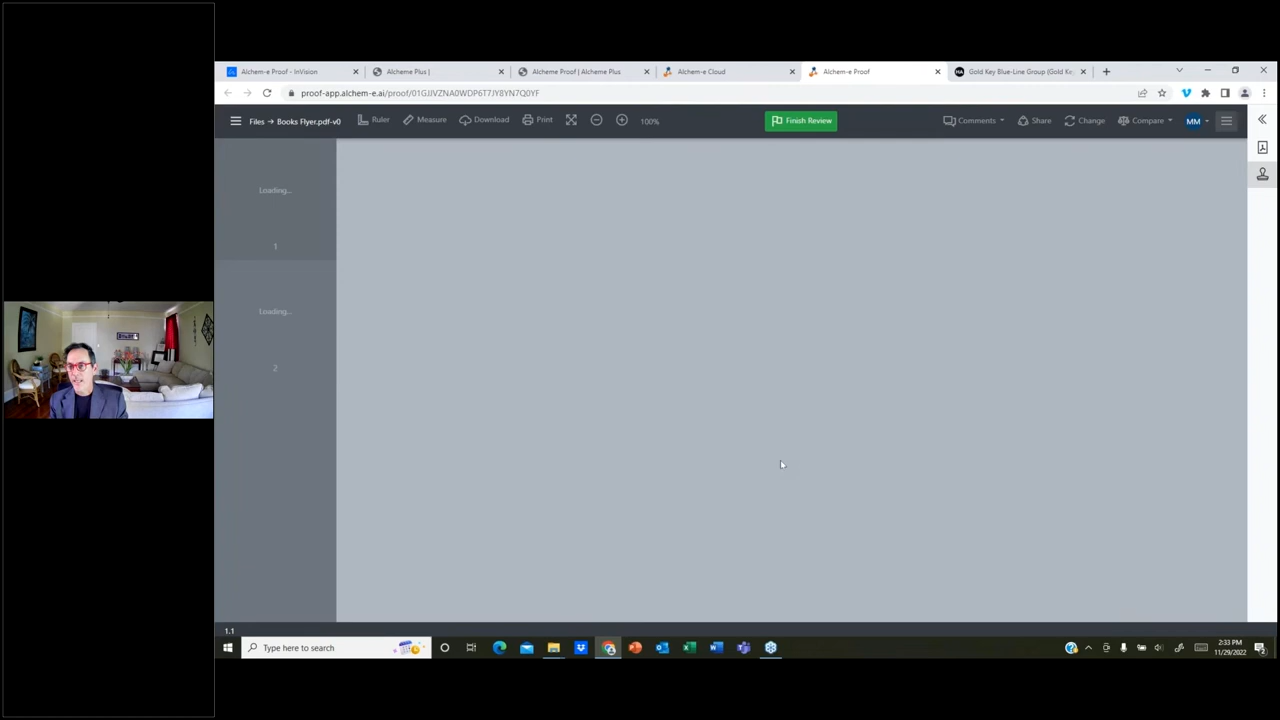 Alchem-e Proof - InVision
Alcheme Plus |
Alcheme Proof | Alcheme Plus
Alchem-e Cloud
Alchem-e Proof
Gold Key Blue-Line Group (Gold Ke
proof-app.alchem-e.ai/proof/01GJJVZNA0WDP6T7JY8YN7Q0YF
Files → Books Flyer.pdf-v0
Ruler
Measure
Download
Print
100%
Finish Review
Comments
Share
Change
Compare
MM
Loading...
1
Loading...
2
1.1
Type here to search
2:33 PM
11/29/2022